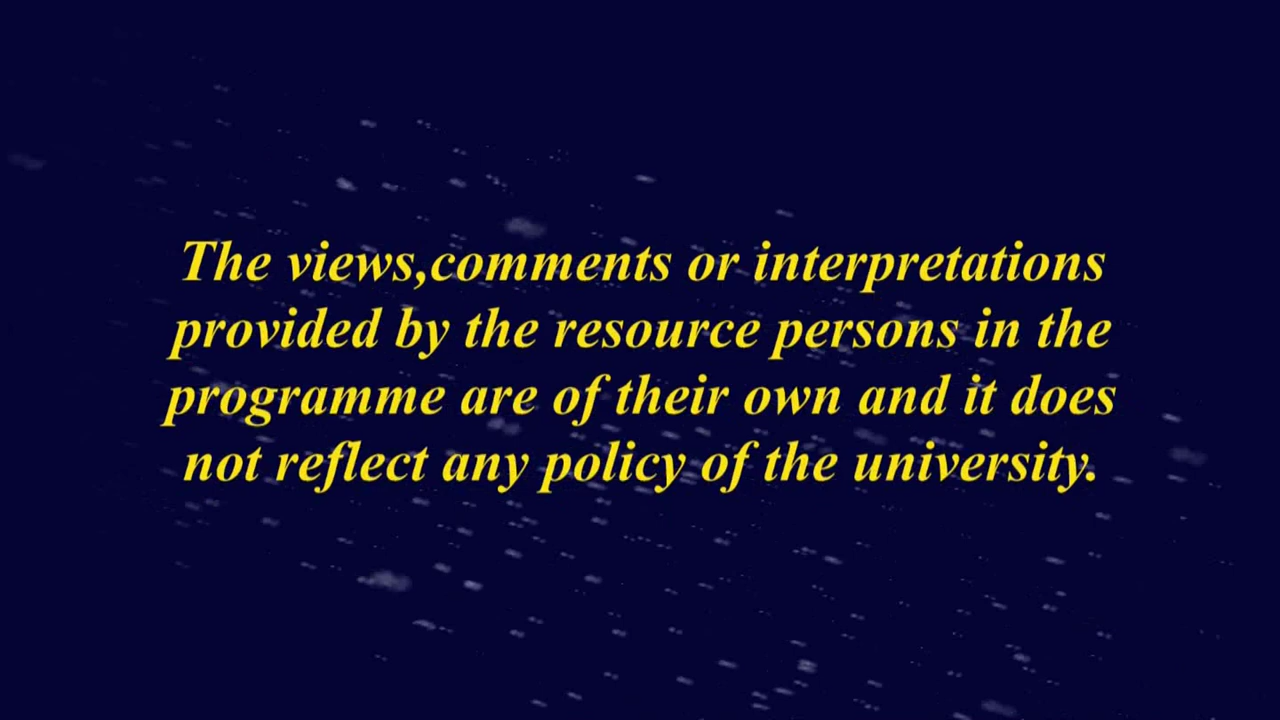 The views,comments or interpretations
provided by the resource persons in the
programme are of their own and it does
not reflect any policy of the university.